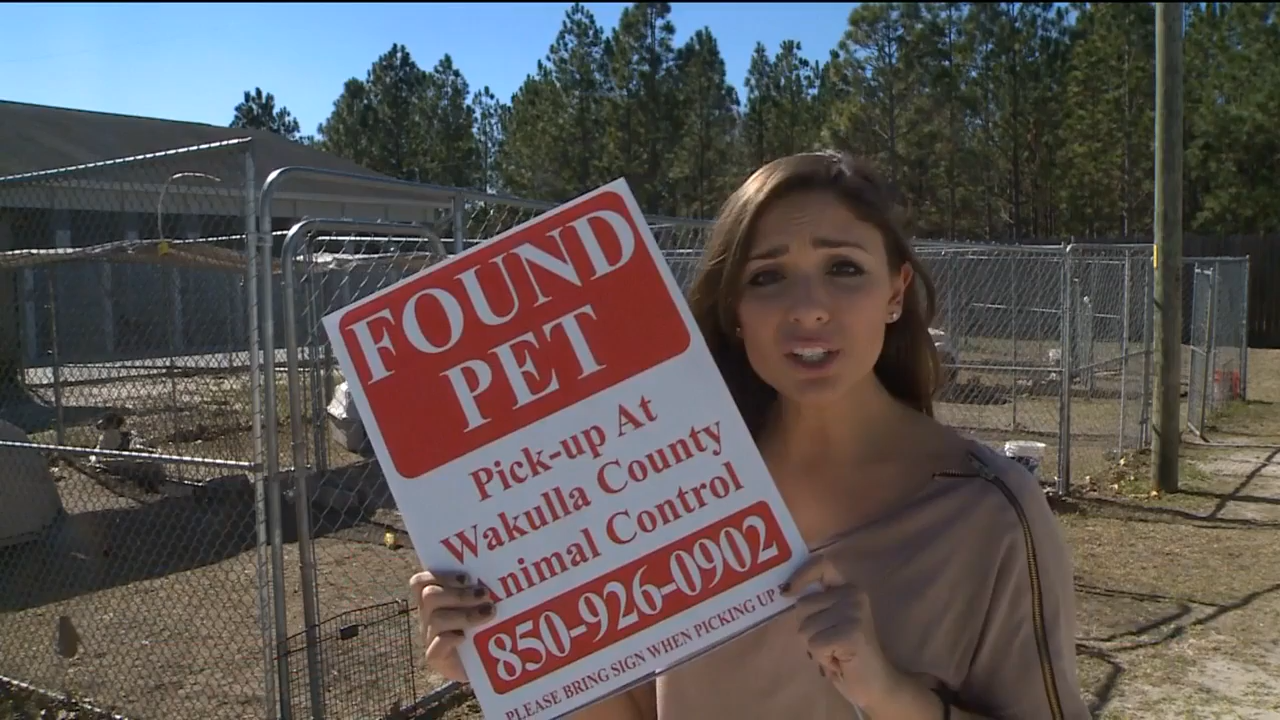 FOUND
PET
Pick-up At
Wakulla County
Animal Control
850-926-0902
PLEASE BRING SIGN WHEN PICKING UP